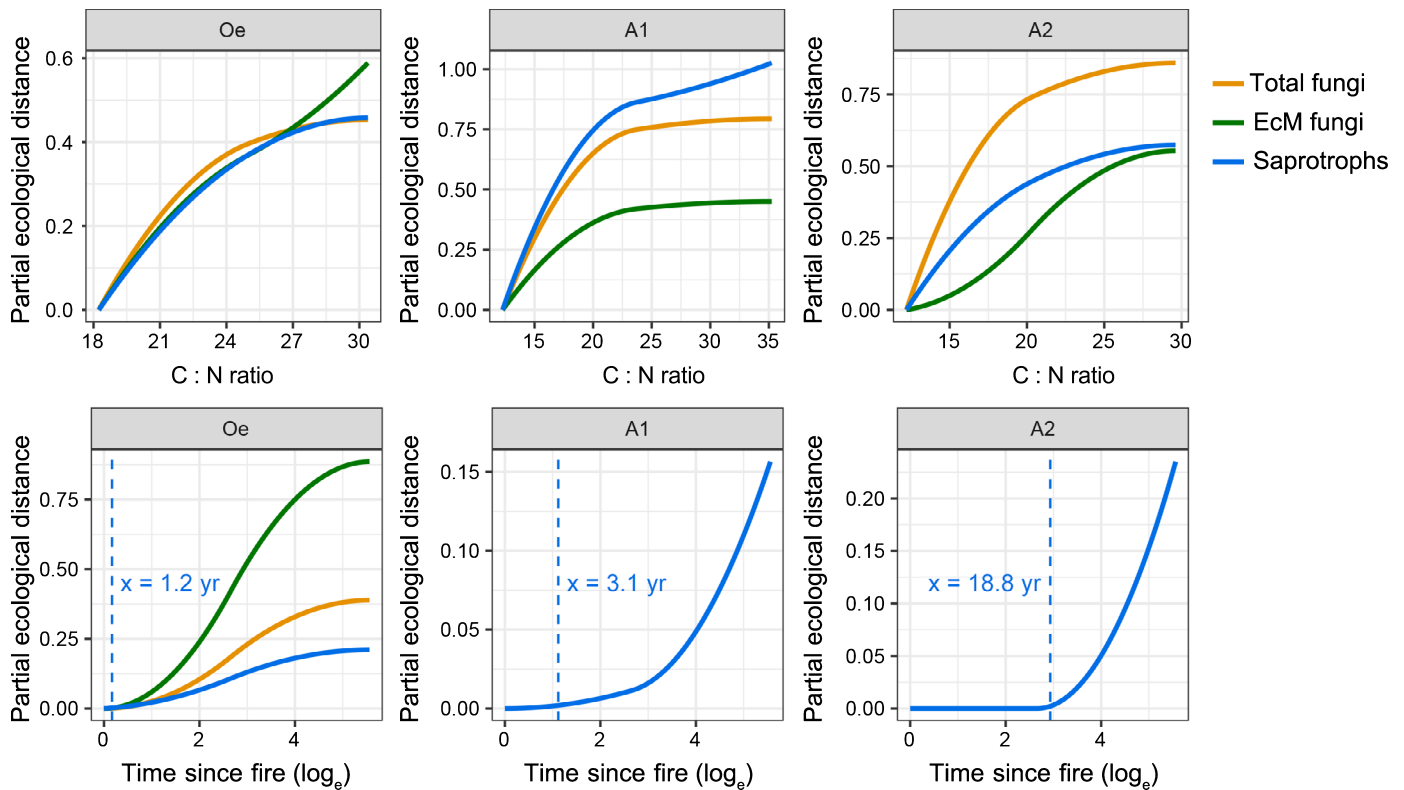 Oe
A1
A2
Partial ecological distance
0.6
0.4
0.2
0.0
18 21 24 27 30
C : N ratio
Partial ecological distance
1.00
0.75
0.50
0.25
0.00
15 20 25 30 35
C : N ratio
Partial ecological distance
0.75
0.50
0.25
0.00
15 20 25 30
C : N ratio
Total fungi
EcM fungi
Saprotrophs
Oe
A1
A2
Partial ecological distance
0.75
0.50
0.25
0.00
x = 1.2 yr
0 2 4
Time since fire (loge)
Partial ecological distance
0.15
0.10
0.05
0.00
x = 3.1 yr
0 2 4
Time since fire (loge)
Partial ecological distance
0.20
0.15
0.10
0.05
0.00
x = 18.8 yr
0 2 4
Time since fire (loge)